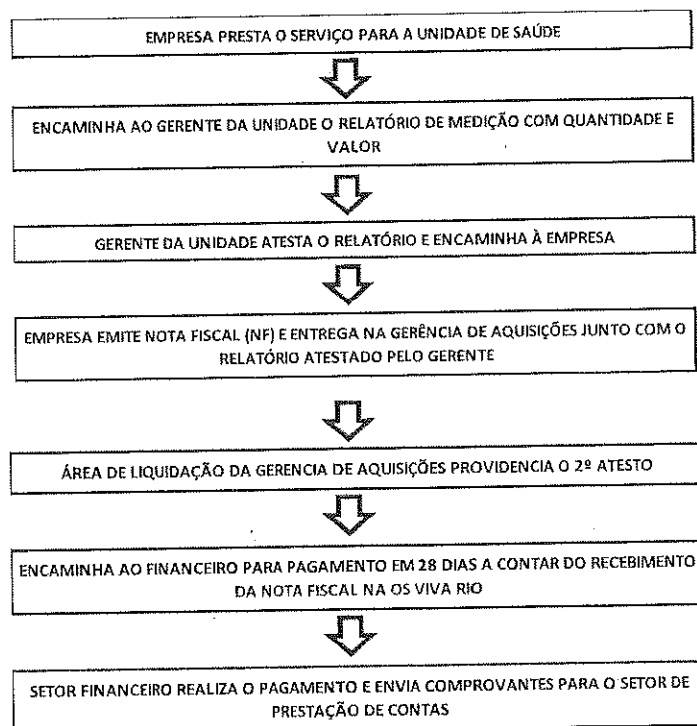 EMPRESA PRESTA O SERVIÇO PARA A UNIDADE DE SAÚDE
ENCAMINHA AO GERENTE DA UNIDADE O RELATÓRIO DE MEDIÇÃO COM QUANTIDADE E
VALOR
GERENTE DA UNIDADE ATESTA O RELATÓRIO E ENCAMINHA À EMPRESA
EMPRESA EMITE NOTA FISCAL (NF) E ENTREGA NA GERÊNCIA DE AQUISIÇÕES JUNTO COM O
RELATÓRIO ATESTADO PELO GERENTE
ÁREA DE LIQUIDAÇÃO DA GERENCIA DE AQUISIÇÕES PROVIDENCIA O 2º ATESTO
ENCAMINHA AO FINANCEIRO PARA PAGAMENTO EM 28 DIAS A CONTAR DO RECEBIMENTO
DA NOTA FISCAL NA OS VIVA RIO
SETOR FINANCEIRO REALIZA O PAGAMENTO E ENVIA COMPROVANTES PARA O SETOR DE
PRESTAÇÃO DE CONTAS